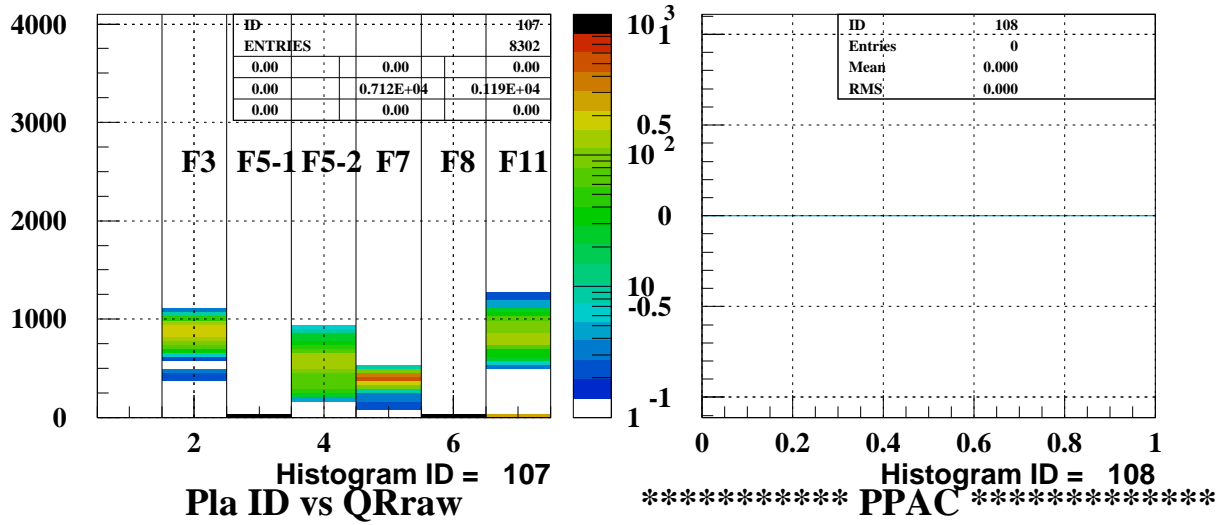 ID 107
ENTRIES 8302
0.00 0.00 0.00
0.00 0.712E+04 0.119E+04
0.00 0.00 0.00
F3 F5-1 F5-2 F7 F8 F11
4000
3000
2000
1000
0
2 4 6
Histogram ID = 107
Pla ID vs QRraw
10 3
10 2
10
1
ID 108
Entries 0
Mean 0.000
RMS 0.000
1
0.5
0
-0.5
-1
0 0.2 0.4 0.6 0.8 1
Histogram ID = 108
*********** PPAC *************